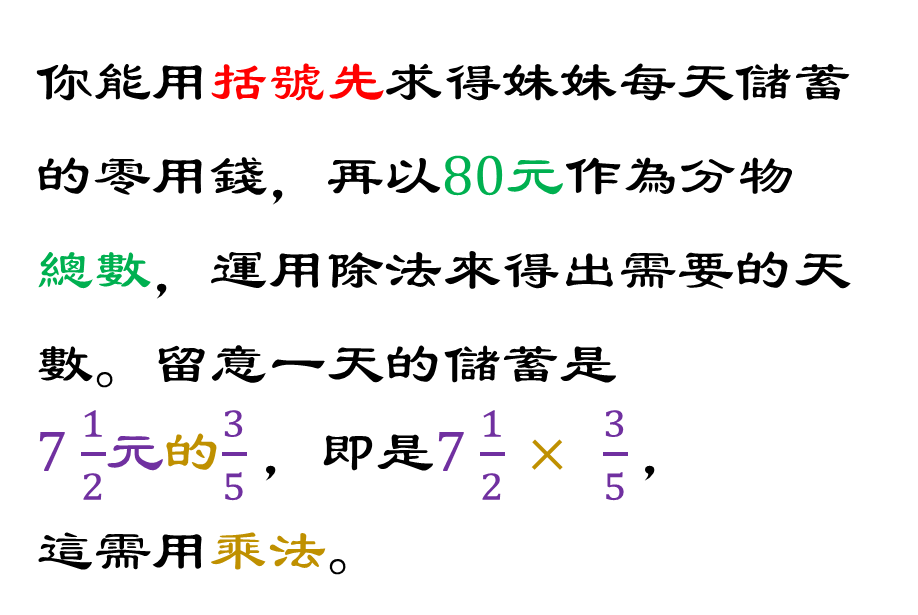 你能用括號先求得妹妹每天儲蓄
的零用錢，再以80元作為分物
總數，運用除法來得出需要的天
數。留意一天的儲蓄是
7 1/2 元的 3/5 ，即是7 1/2 × 3/5 ，
這需用乘法。